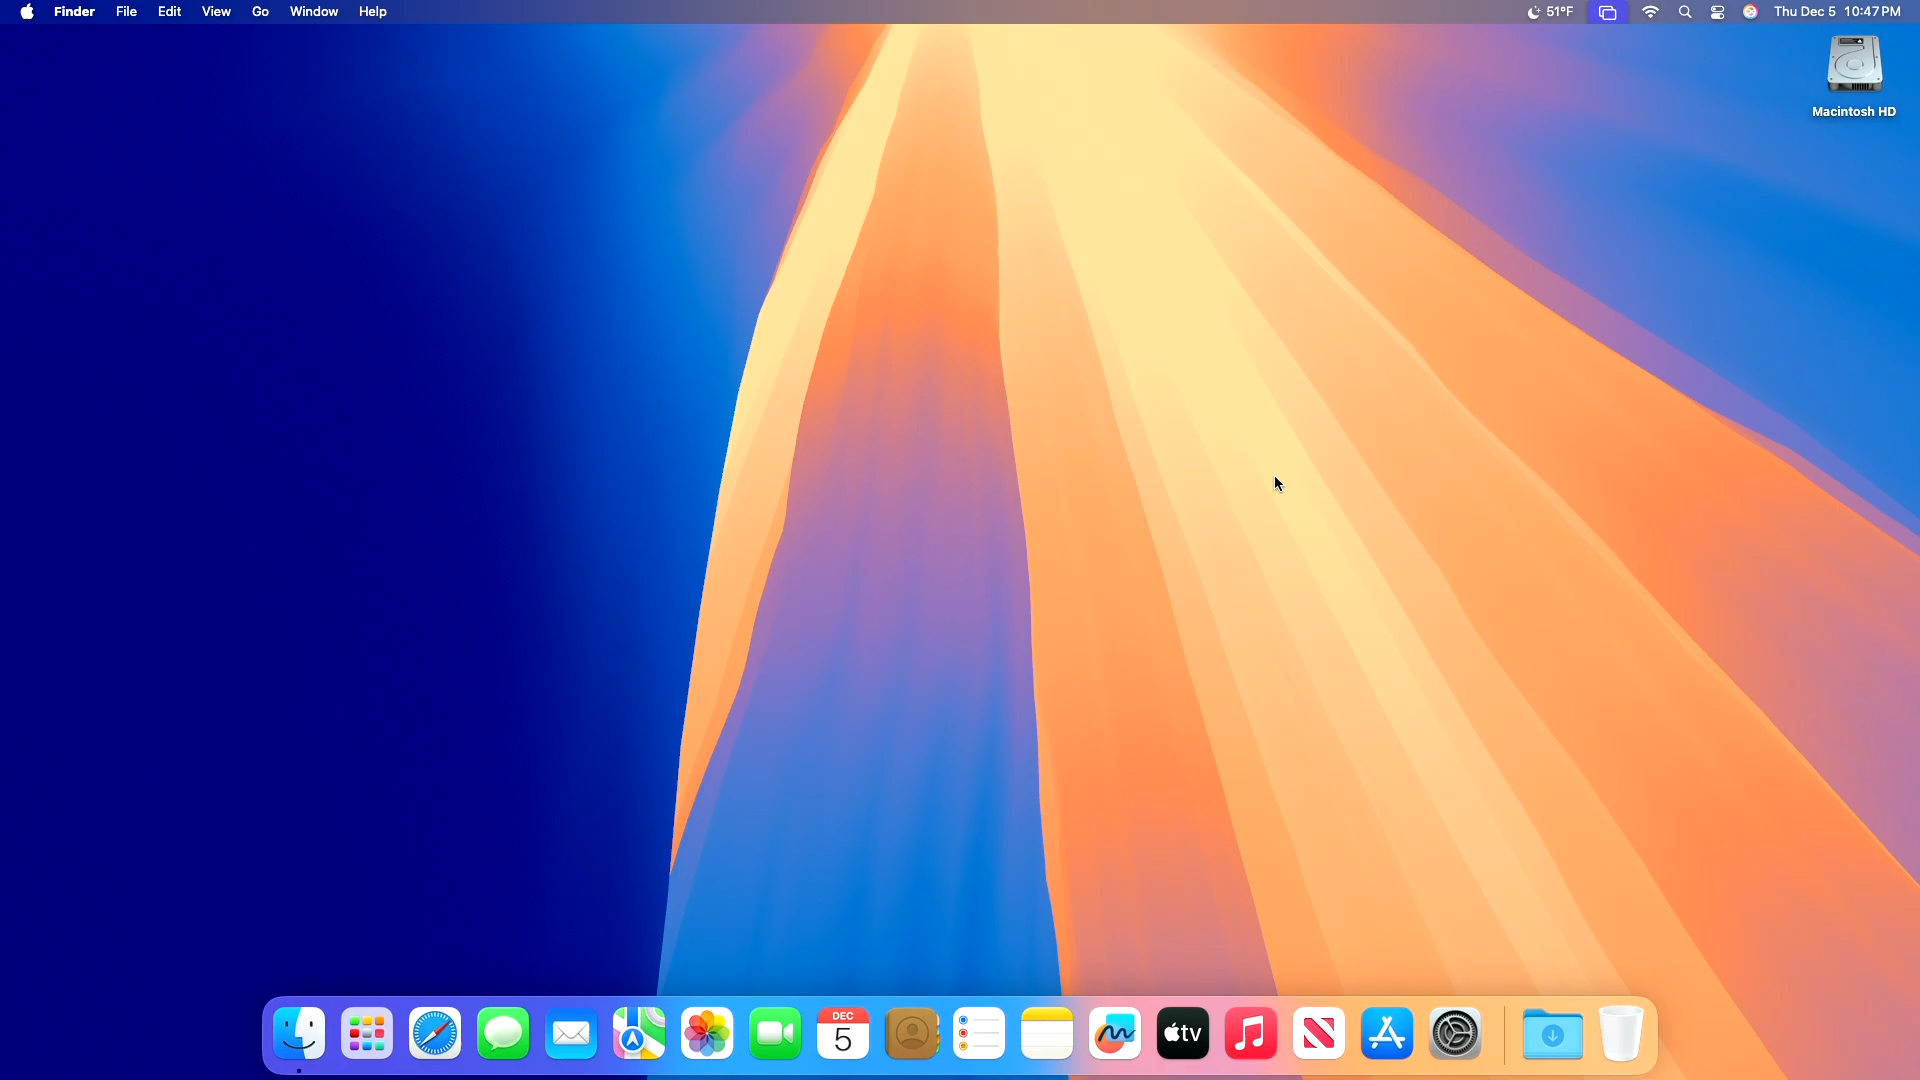 Finder File Edit View Go Window Help 51°F Thu Dec 5 10:47 PM
Macintosh HD
DEC
5
tv